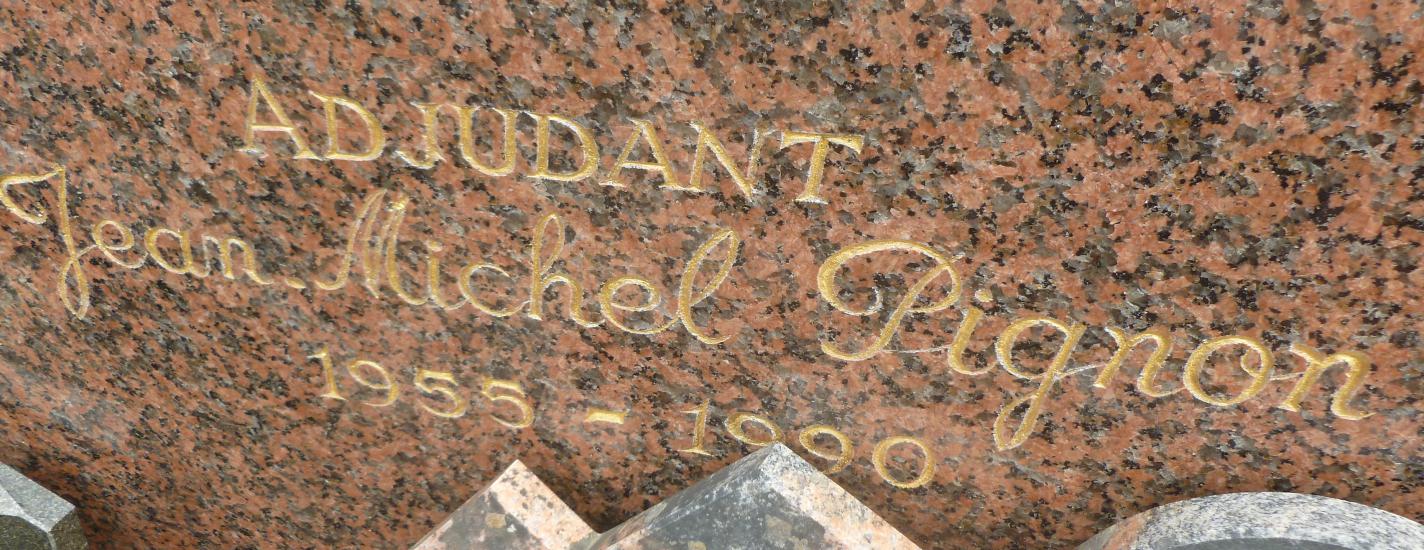 ADJUDANT
Jean-Michel Pignon
1955 - 1990